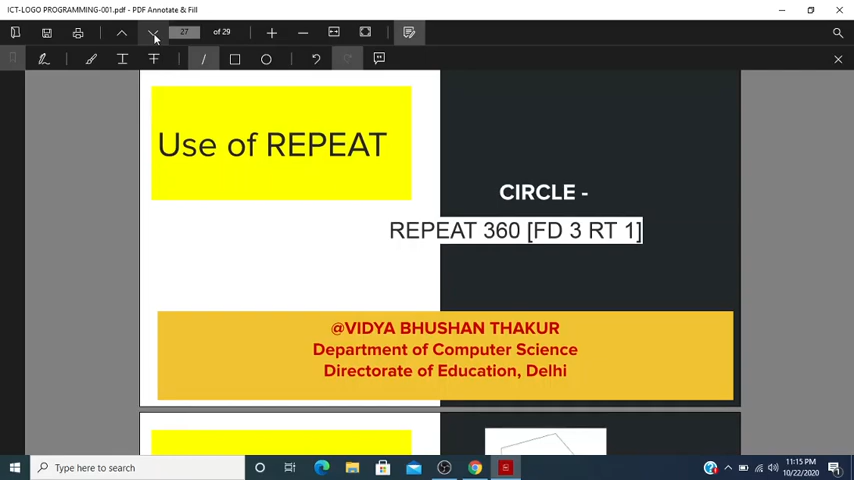 ICT-LOGO PROGRAMMING-001.pdf - PDF Annotate & Fill
27 of 29
Use of REPEAT
CIRCLE -
REPEAT 360 [FD 3 RT 1]
@VIDYA BHUSHAN THAKUR
Department of Computer Science
Directorate of Education, Delhi
Type here to search
11:15 PM
10/22/2020